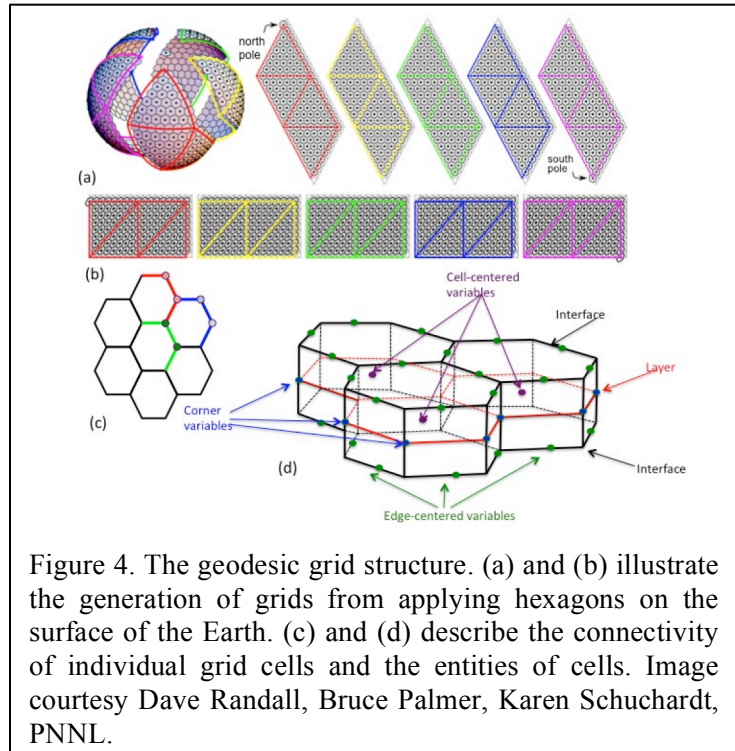 north
pole
south
pole
(a)
(b)
Cell-centered
variables
Interface
Layer
(c)
Corner
variables
(d)
Interface
Edge-centered variables
Figure 4. The geodesic grid structure. (a) and (b) illustrate
the generation of grids from applying hexagons on the
surface of the Earth. (c) and (d) describe the connectivity
of individual grid cells and the entities of cells. Image
courtesy Dave Randall, Bruce Palmer, Karen Schuchardt,
PNNL.